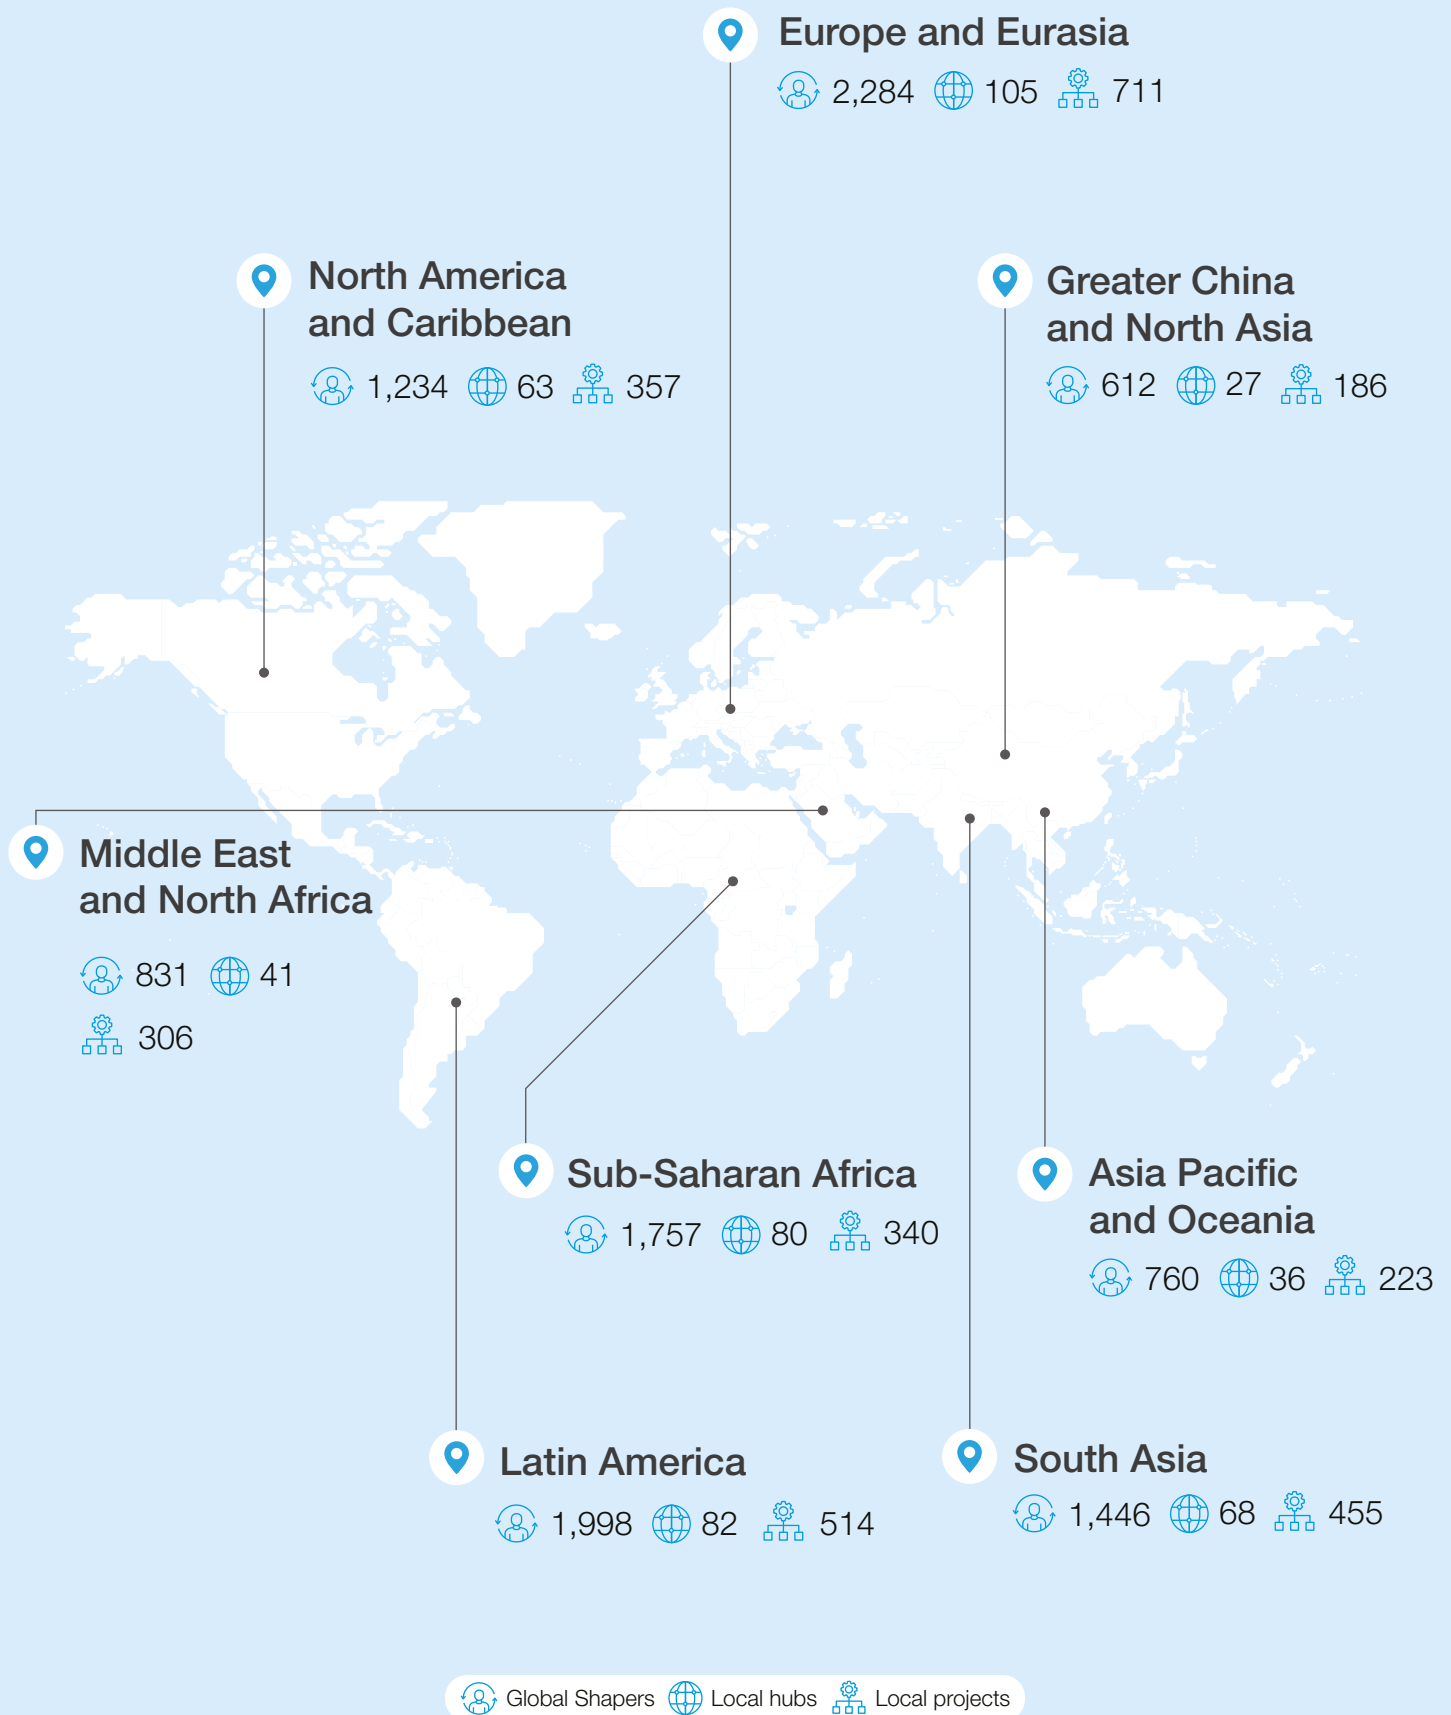 Europe and Eurasia
2,284 105 711
North America
and Caribbean
1,234 63 357
Greater China
and North Asia
612 27 186
Middle East
and North Africa
831 41
306
Sub-Saharan Africa
1,757 80 340
Asia Pacific
and Oceania
760 36 223
Latin America
1,998 82 514
South Asia
1,446 68 455
Global Shapers Local hubs Local projects